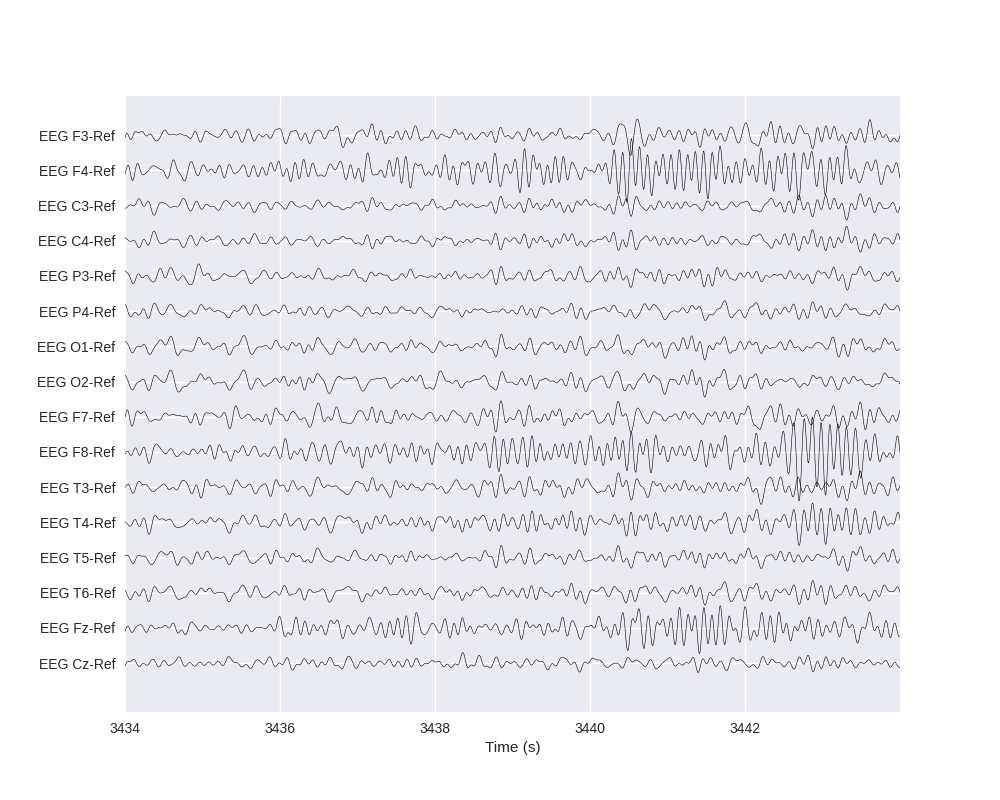 EEG F3-Ref
EEG F4-Ref
EEG C3-Ref
EEG C4-Ref
EEG P3-Ref
EEG P4-Ref
EEG O1-Ref
EEG O2-Ref
EEG F7-Ref
EEG F8-Ref
EEG T3-Ref
EEG T4-Ref
EEG T5-Ref
EEG T6-Ref
EEG Fz-Ref
EEG Cz-Ref
3434 3436 3438 3440 3442
Time (s)